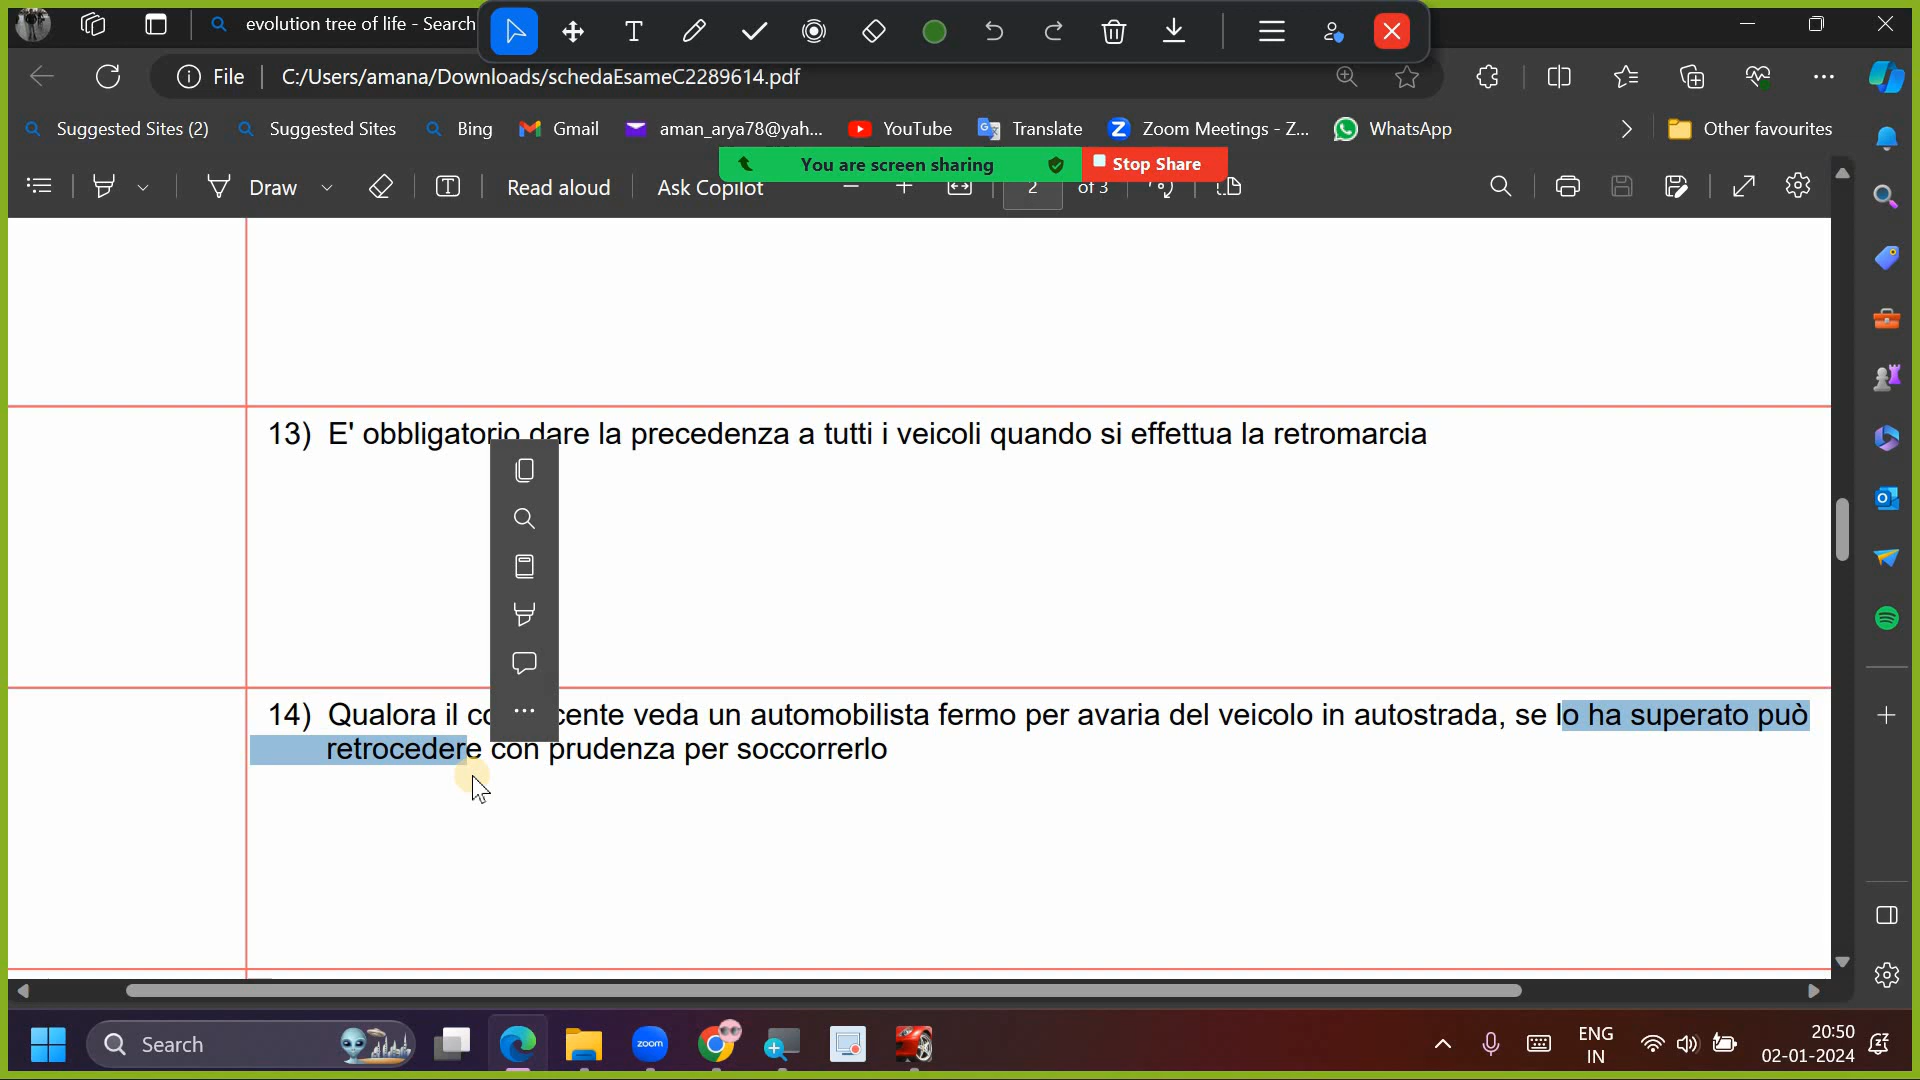 evolution tree of life - Search
File
C:/Users/amana/Downloads/schedaEsameC2289614.pdf
Suggested Sites (2)
Suggested Sites
Bing
Gmail
aman_arya78@yah...
YouTube
Translate
Zoom Meetings - Z...
WhatsApp
Other favourites
You are screen sharing
Stop Share
Draw
Read aloud
Ask Copilot
2
of 3
13) E' obbligatorio dare la precedenza a tutti i veicoli quando si effettua la retromarcia
14) Qualora il co cente veda un automobilista fermo per avaria del veicolo in autostrada, se lo ha superato può
retrocedere con prudenza per soccorrerlo
Search
zoom
ENG
IN
20:50
02-01-2024